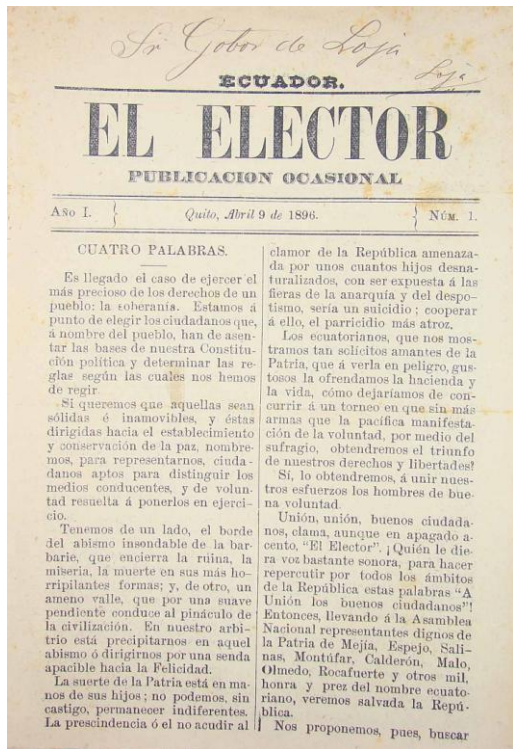 Sr Gobor de Loja
Loja
ECUADOR.
EL ELECTOR
PUBLICACION OCASIONAL
Año I.
Quito, Abril 9 de 1896.
Núm. 1.
CUATRO PALABRAS.
Es llegado el caso de ejercer el
más precioso de los derechos de un
pueblo: la soberanía. Estamos á
punto de elegir los ciudadanos que,
á nombre del pueblo, han de asen-
tar las bases de nuestra Constitu-
ción política y determinar las re-
glas según las cuales nos hemos
de regir.
Si queremos que aquellas sean
sólidas é inamovibles, y éstas
dirigidas hacia el establecimiento
y conservación de la paz, nombre-
mos, para representarnos, ciuda-
danos aptos para distinguir los
medios conducentes, y de volun-
tad resuelta á ponerlos en ejerci-
cio.
Tenemos de un lado, el borde
del abismo insondable de la bar-
barie, que encierra la ruina, la
miseria, la muerte en sus más ho-
rripilantes formas; y, de otro, un
ameno valle, que por una suave
pendiente conduce al pináculo de
la civilización. En nuestro arbi-
trio está precipitarnos en aquel
abismo ó dirigirnos por una senda
apacible hacia la Felicidad.
La suerte de la Patria está en ma-
nos de sus hijos; no podemos, sin
castigo, permanecer indiferentes.
La prescindencia ó el no acudir al
clamor de la República amenaza-
da por unos cuantos hijos desna-
turalizados, con ser expuesta á las
fieras de la anarquía y del despo-
tismo, sería un suicidio; cooperar
á ello, el parricidio más atroz.
Los ecuatorianos, que nos mos-
tramos tan solícitos amantes de la
Patria, que á verla en peligro, gus-
tosos la ofrendamos la hacienda y
la vida, cómo dejaríamos de con-
currir á un torneo en que sin más
armas que la pacífica manifesta-
ción de la voluntad, por medio del
sufragio, obtendremos el triunfo
de nuestros derechos y libertades?
Sí, lo obtendremos, á unir nues-
tros esfuerzos los hombres de bue-
na voluntad.
Unión, unión, buenos ciudada-
nos, clama, aunque en apagado a-
cento, "El Elector". ¡Quién le die-
ra voz bastante sonora, para hacer
repercutir por todos los ámbitos
de la República estas palabras "A
Unión los buenos ciudadanos"!
Entonces, llevando á la Asamblea
Nacional representantes dignos de
la Patria de Mejía, Espejo, Sali-
nas, Montúfar, Calderón, Malo,
Olmedo, Rocafuerte y otros mil,
honra y prez del nombre ecuato-
riano, veremos salvada la Repú-
blica.
Nos proponemos, pues, buscar